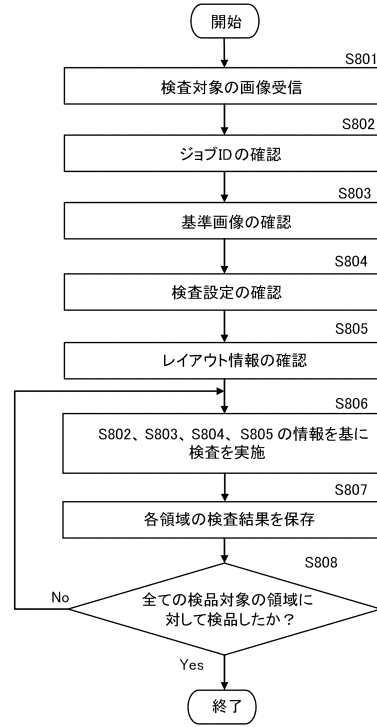 開始
S801
検査対象の画像受信
S802
ジョブIDの確認
S803
基準画像の確認
S804
検査設定の確認
S805
レイアウト情報の確認
S806
S802、S803、S804、S805の情報を基に
検査を実施
S807
各領域の検査結果を保存
S808
全ての検品対象の領域に
対して検品したか？
No
Yes
終了